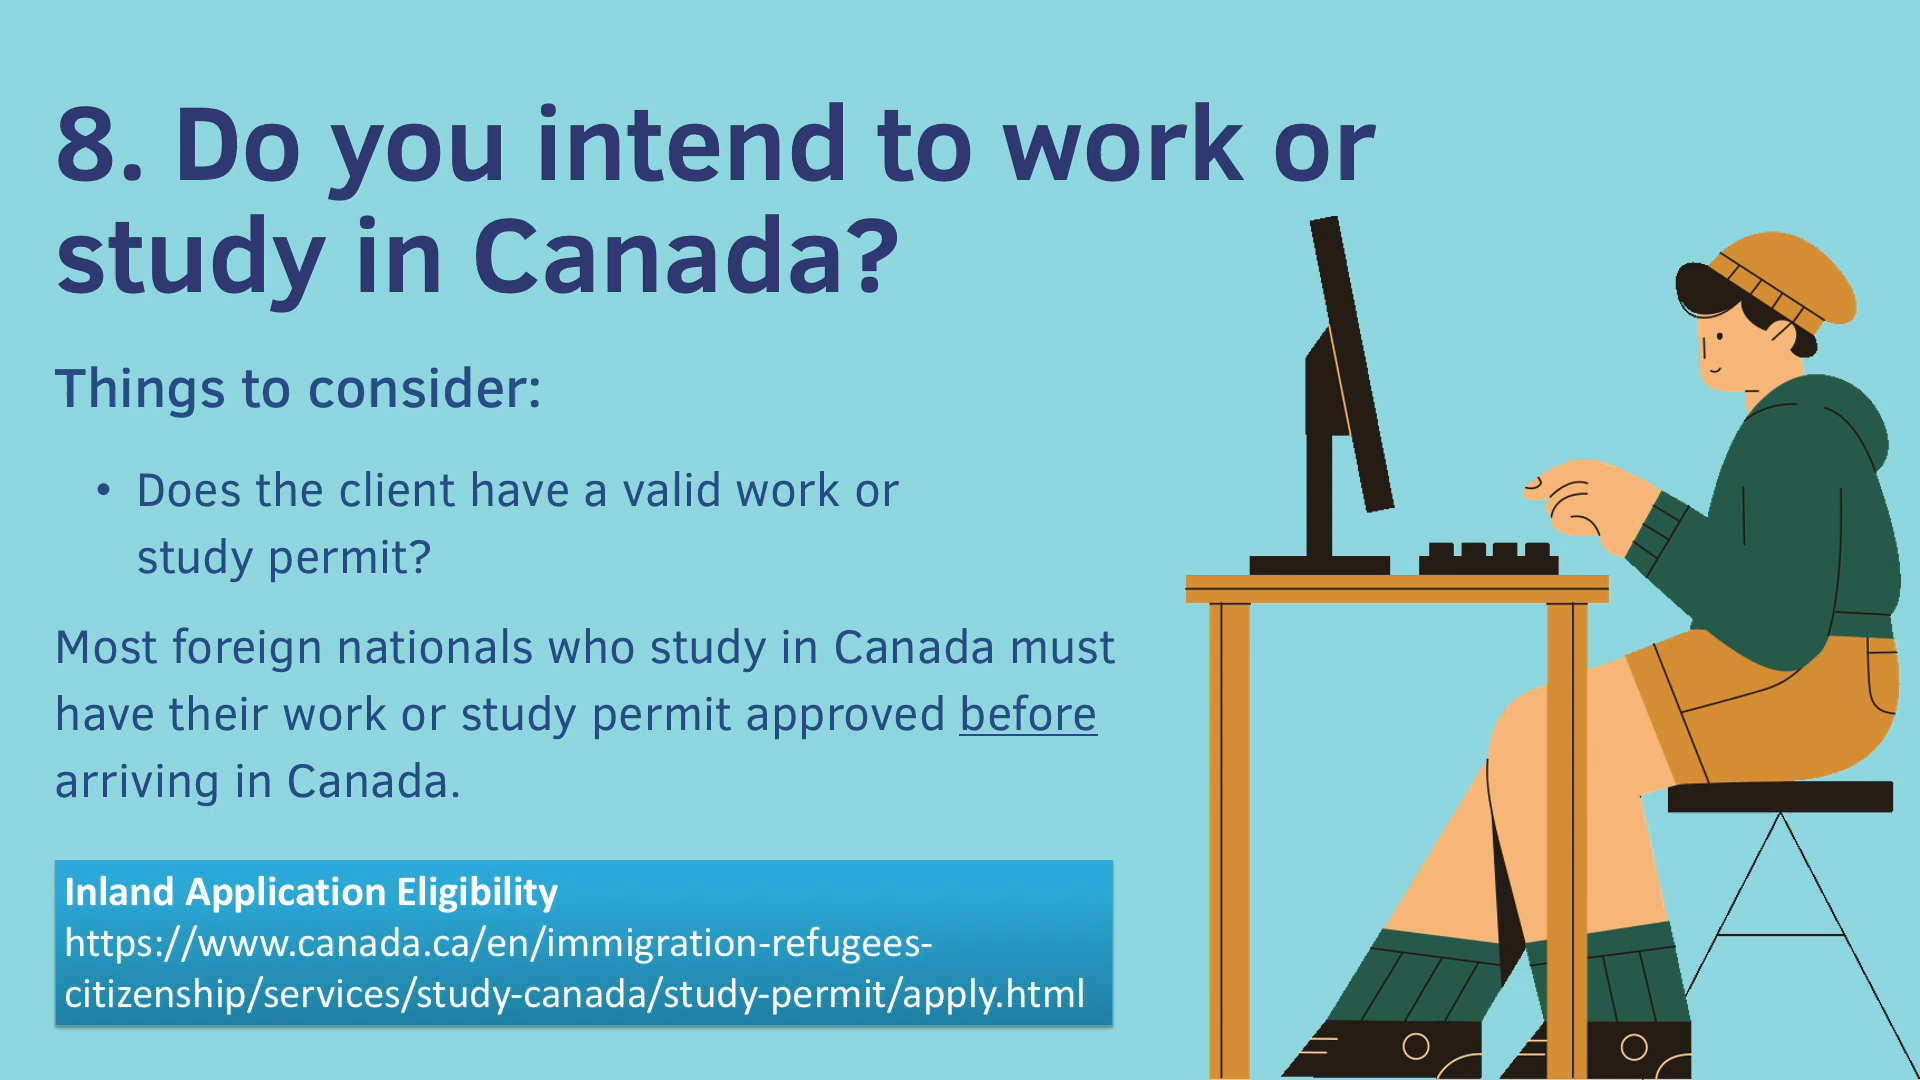 8. Do you intend to work or
study in Canada?
Things to consider:
• Does the client have a valid work or
study permit?
Most foreign nationals who study in Canada must
have their work or study permit approved before
arriving in Canada.
Inland Application Eligibility
https://www.canada.ca/en/immigration-refugees-
citizenship/services/study-canada/study-permit/apply.html